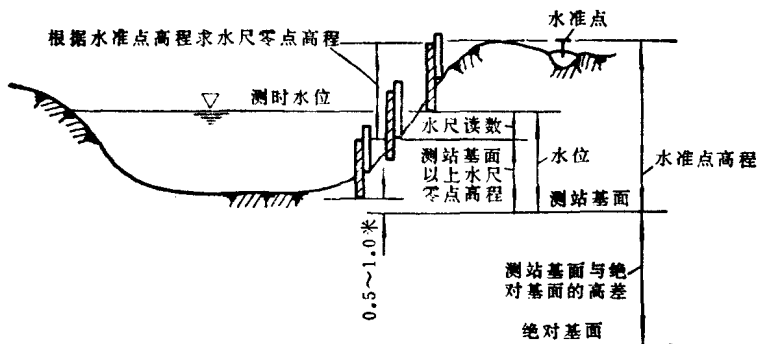 水准点
根据水准点高程求水尺零点高程
测时水位
水尺读数
测站基面
以上水尺
零点高程
水位
水准点高程
测站基面
0.5～1.0米
测站基面与绝
对基面的高差
绝对基面